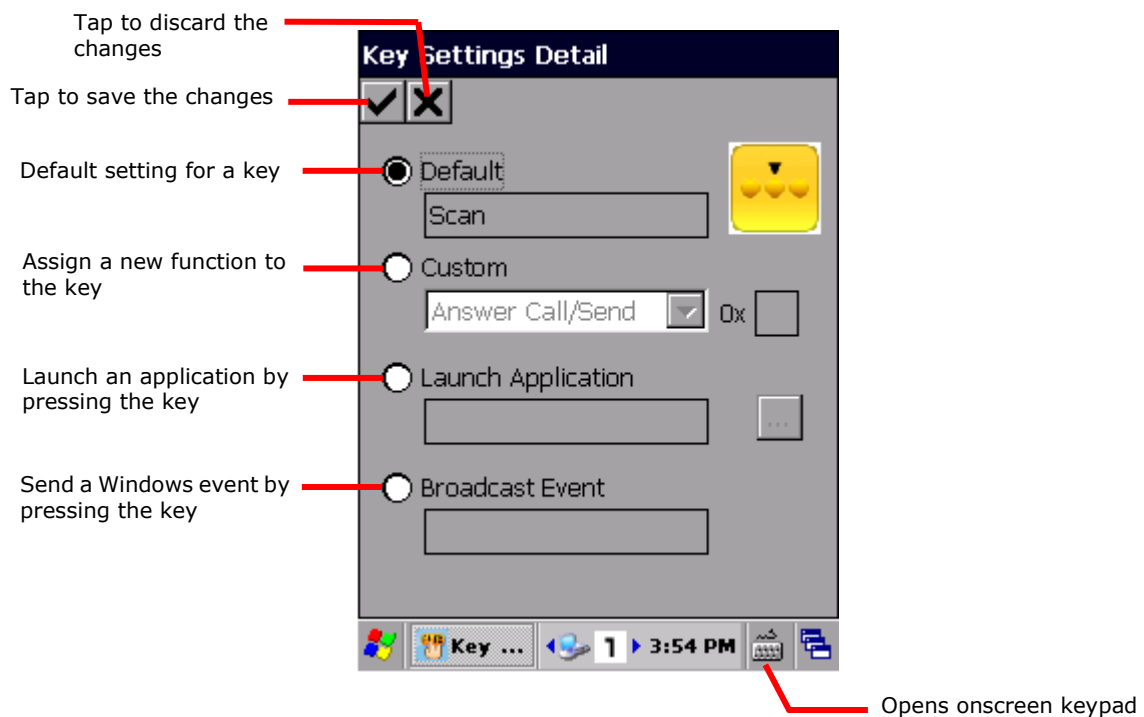 Tap to discard the
changes
Key Settings Detail
Tap to save the changes
Default setting for a key
Default
Scan
Assign a new function to
the key
Custom
Answer Call/Send
0x
Launch an application by
pressing the key
Launch Application
...
Send a Windows event by
pressing the key
Broadcast Event
Key ...
1
3:54 PM
Opens onscreen keypad